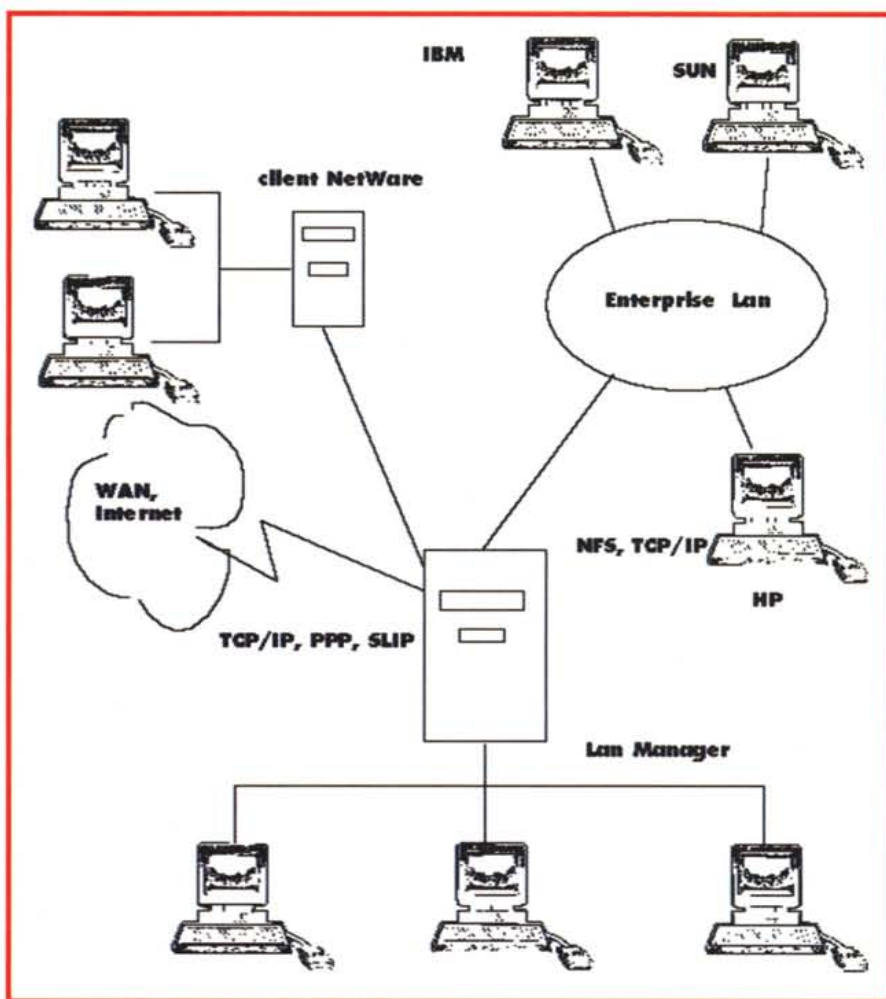 IBM
SUN
client NetWare
Enterprise Lan
WAN,
Internet
NFS, TCP/IP
HP
TCP/IP, PPP, SLIP
Lan Manager